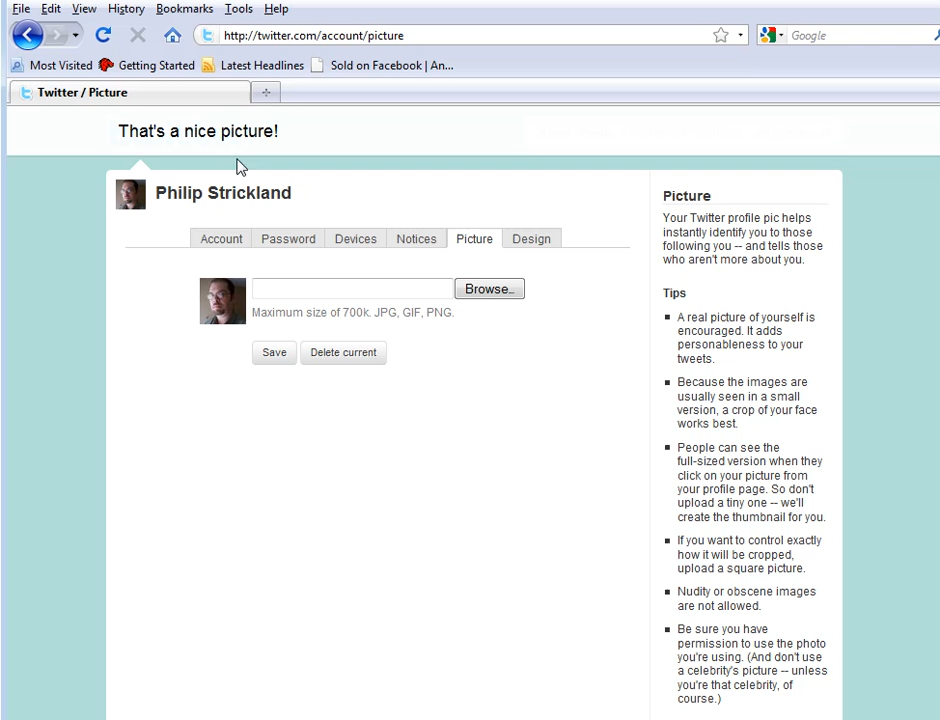 File Edit View History Bookmarks Tools Help
http://twitter.com/account/picture Google
Most Visited Getting Started Latest Headlines Sold on Facebook | An...
Twitter / Picture
That's a nice picture!
Philip Strickland
Account Password Devices Notices Picture Design
Browse...
Maximum size of 700k. JPG, GIF, PNG.
Save Delete current
Picture
Your Twitter profile pic helps
instantly identify you to those
following you -- and tells those
who aren't more about you.
Tips
A real picture of yourself is
encouraged. It adds
personableness to your
tweets.
Because the images are
usually seen in a small
version, a crop of your face
works best.
People can see the
full-sized version when they
click on your picture from
your profile page. So don't
upload a tiny one -- we'll
create the thumbnail for you.
If you want to control exactly
how it will be cropped,
upload a square picture.
Nudity or obscene images
are not allowed.
Be sure you have
permission to use the photo
you're using. (And don't use
a celebrity's picture -- unless
you're that celebrity, of
course.)